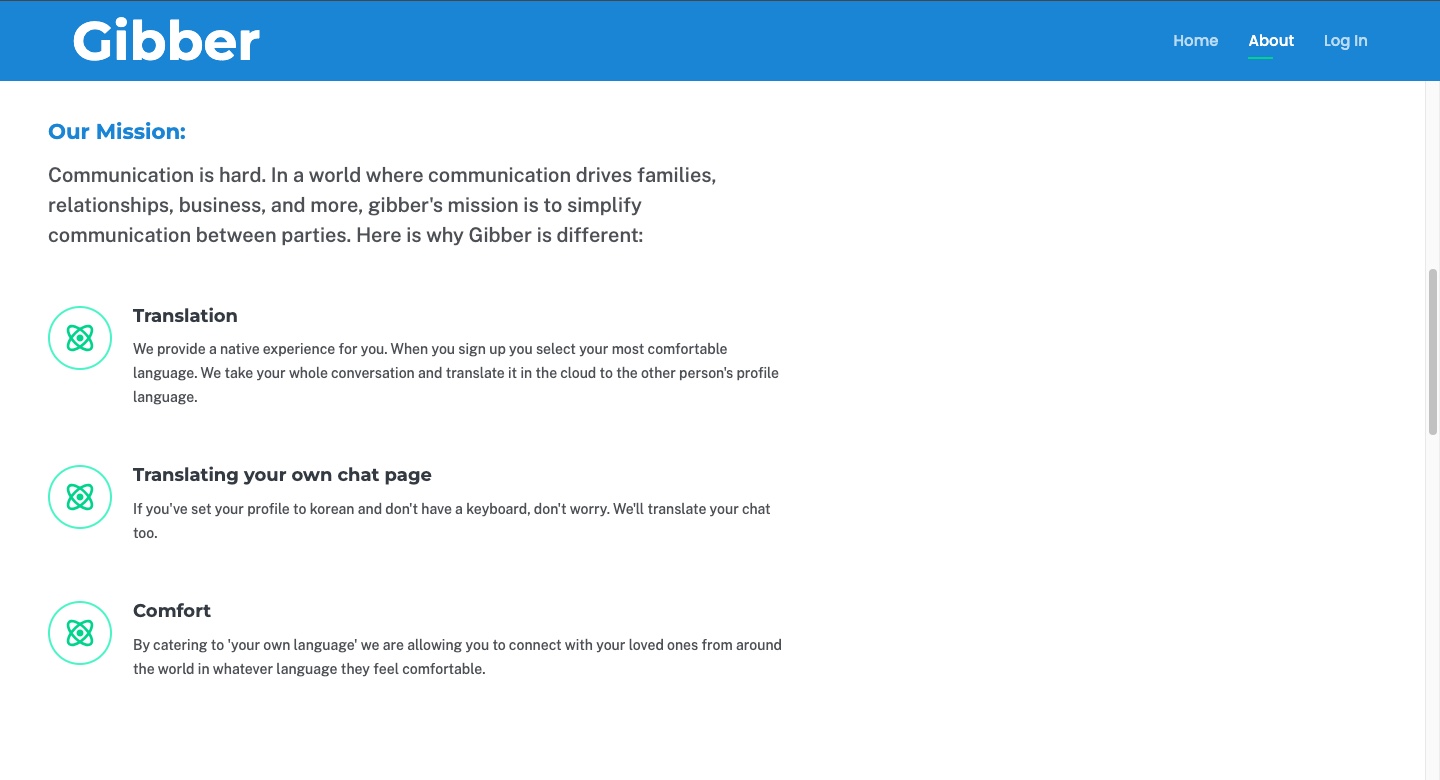 Gibber
Home About Log In
Our Mission:
Communication is hard. In a world where communication drives families,
relationships, business, and more, gibber's mission is to simplify
communication between parties. Here is why Gibber is different:
Translation
We provide a native experience for you. When you sign up you select your most comfortable
language. We take your whole conversation and translate it in the cloud to the other person's profile
language.
Translating your own chat page
If you've set your profile to korean and don't have a keyboard, don't worry. We'll translate your chat
too.
Comfort
By catering to 'your own language' we are allowing you to connect with your loved ones from around
the world in whatever language they feel comfortable.